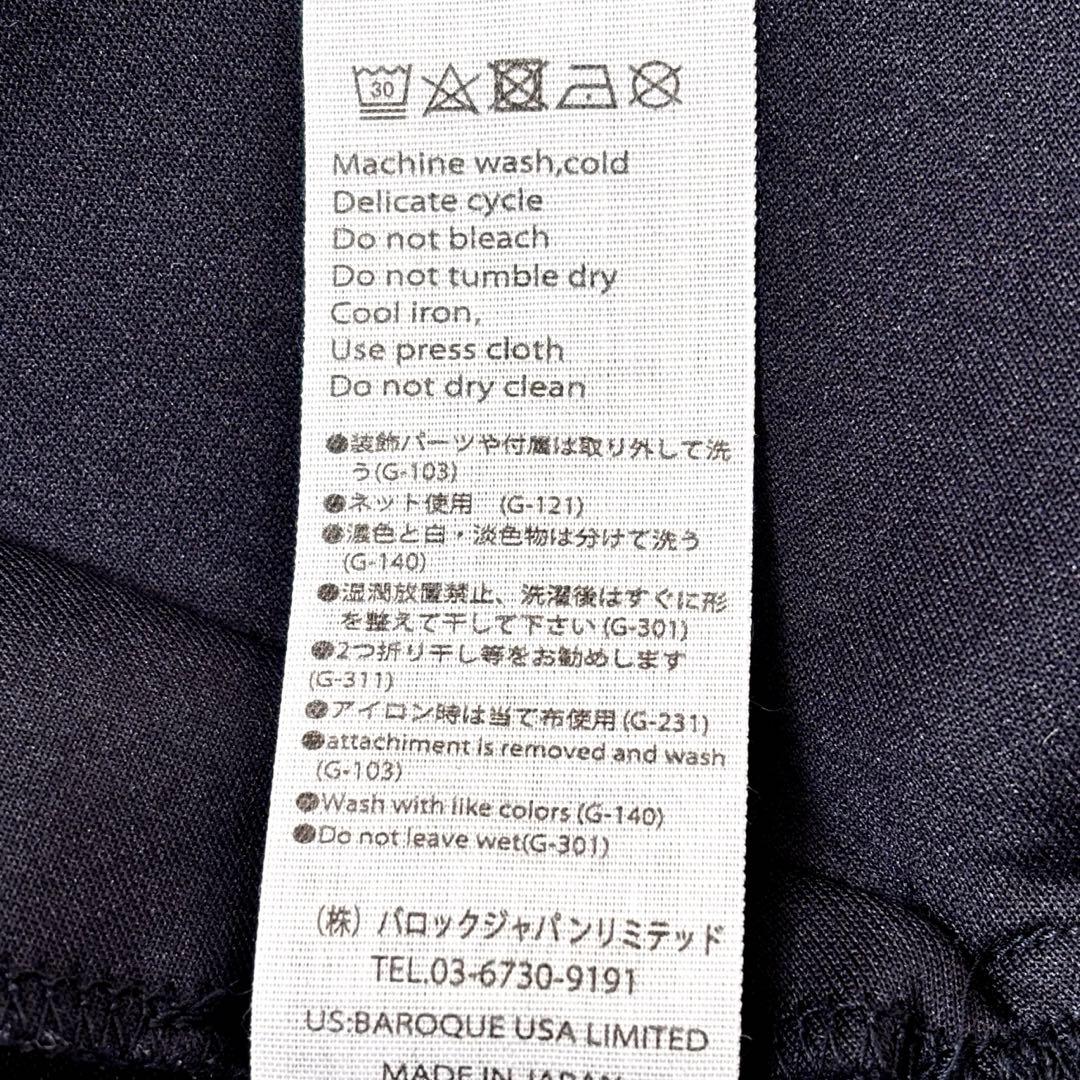 30
Machine wash,cold
Delicate cycle
Do not bleach
Do not tumble dry
Cool iron,
Use press cloth
Do not dry clean
●装飾パーツや付属は取り外して洗
う(G-103)
●ネット使用 (G-121)
●濃色と白・淡色物は分けて洗う
(G-140)
●湿潤放置禁止、洗濯後はすぐに形
を整えて干して下さい(G-301)
●2つ折り干し等をお勧めします
(G-311)
●アイロン時は当て布使用(G-231)
●attachiment is removed and wash
(G-103)
●Wash with like colors (G-140)
●Do not leave wet(G-301)
(株)バロックジャパンリミテッド
TEL.03-6730-9191
US:BAROQUE USA LIMITED
MADE IN JAPAN